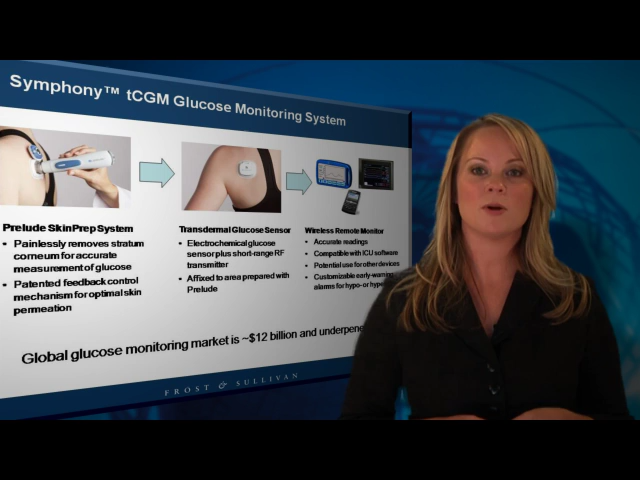 Symphony™ tCGM Glucose Monitoring System
Prelude SkinPrep System
• Painlessly removes stratum
corneum for accurate
measurement of glucose
• Patented feedback control
mechanism for optimal skin
permeation
Transdermal Glucose Sensor
• Electrochemical glucose
sensor plus short-range RF
transmitter
• Affixed to area prepared with
Prelude
Wireless Remote Monitor
• Accurate readings
• Compatible with ICU software
• Potential use for other devices
• Customizable early-warning
alarms for hypo- or
Global glucose monitoring market is ~$12 billion and
FROST & SULLIVAN